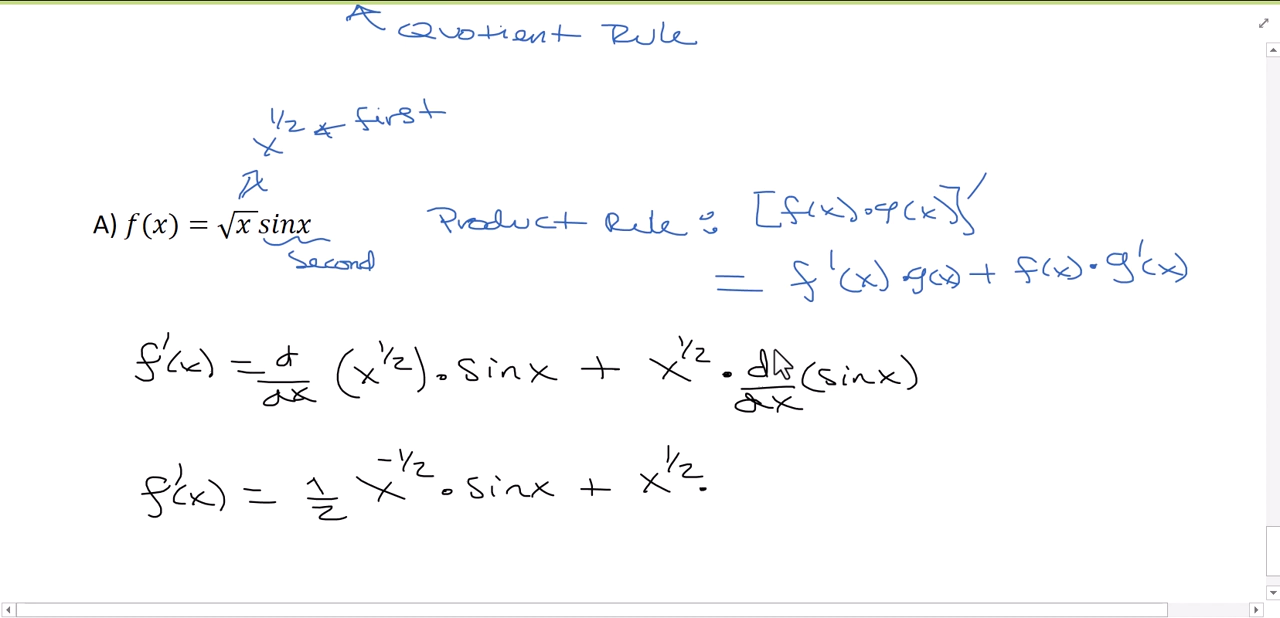 Quotient Rule
x^1/2 ← first
A) f(x) = √x sinx
second
Product Rule : [f(x)·g(x)]′
= f′(x)·g(x) + f(x)·g′(x)
f′(x) = d/dx (x^1/2)·sinx + x^1/2 · d/dx (sinx)
f′(x) = 1/2 x^-1/2 · sinx + x^1/2 ·